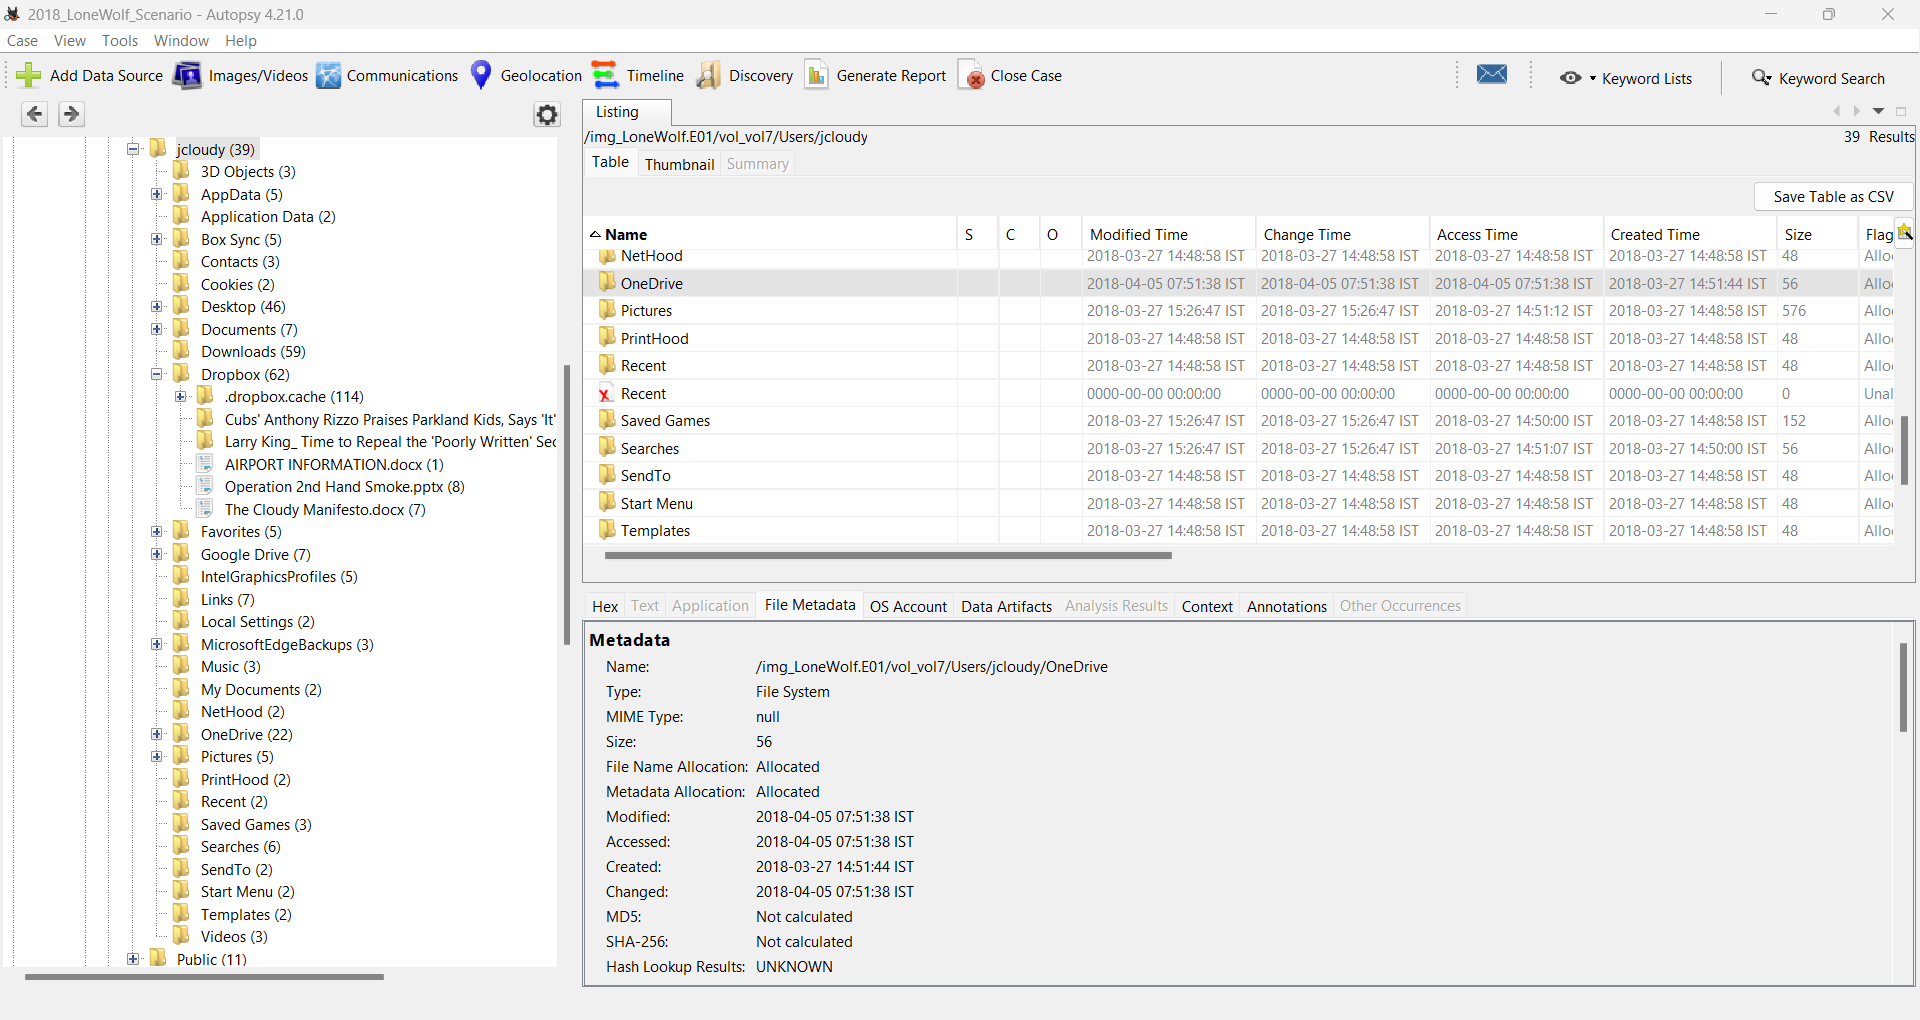 2018_LoneWolf_Scenario - Autopsy 4.21.0
Case View Tools Window Help
Add Data Source Images/Videos Communications Geolocation Timeline Discovery Generate Report Close Case Keyword Lists Keyword Search
jcloudy (39)
3D Objects (3)
AppData (5)
Application Data (2)
Box Sync (5)
Contacts (3)
Cookies (2)
Desktop (46)
Documents (7)
Downloads (59)
Dropbox (62)
.dropbox.cache (114)
Cubs' Anthony Rizzo Praises Parkland Kids, Says 'It'
Larry King_ Time to Repeal the 'Poorly Written' Sec
AIRPORT INFORMATION.docx (1)
Operation 2nd Hand Smoke.pptx (8)
The Cloudy Manifesto.docx (7)
Favorites (5)
Google Drive (7)
IntelGraphicsProfiles (5)
Links (7)
Local Settings (2)
MicrosoftEdgeBackups (3)
Music (3)
My Documents (2)
NetHood (2)
OneDrive (22)
Pictures (5)
PrintHood (2)
Recent (2)
Saved Games (3)
Searches (6)
SendTo (2)
Start Menu (2)
Templates (2)
Videos (3)
Public (11)
Listing
/img_LoneWolf.E01/vol_vol7/Users/jcloudy 39 Results
Table Thumbnail Summary
Save Table as CSV
Name S C O Modified Time Change Time Access Time Created Time Size Flag
NetHood 2018-03-27 14:48:58 IST 2018-03-27 14:48:58 IST 2018-03-27 14:48:58 IST 2018-03-27 14:48:58 IST 48 Allo
OneDrive 2018-04-05 07:51:38 IST 2018-04-05 07:51:38 IST 2018-04-05 07:51:38 IST 2018-03-27 14:51:44 IST 56 Allo
Pictures 2018-03-27 15:26:47 IST 2018-03-27 15:26:47 IST 2018-03-27 14:51:12 IST 2018-03-27 14:48:58 IST 576 Allo
PrintHood 2018-03-27 14:48:58 IST 2018-03-27 14:48:58 IST 2018-03-27 14:48:58 IST 2018-03-27 14:48:58 IST 48 Allo
Recent 2018-03-27 14:48:58 IST 2018-03-27 14:48:58 IST 2018-03-27 14:48:58 IST 2018-03-27 14:48:58 IST 48 Allo
Recent 0000-00-00 00:00:00 0000-00-00 00:00:00 0000-00-00 00:00:00 0000-00-00 00:00:00 0 Unal
Saved Games 2018-03-27 15:26:47 IST 2018-03-27 15:26:47 IST 2018-03-27 14:50:00 IST 2018-03-27 14:48:58 IST 152 Allo
Searches 2018-03-27 15:26:47 IST 2018-03-27 15:26:47 IST 2018-03-27 14:51:07 IST 2018-03-27 14:50:00 IST 56 Allo
SendTo 2018-03-27 14:48:58 IST 2018-03-27 14:48:58 IST 2018-03-27 14:48:58 IST 2018-03-27 14:48:58 IST 48 Allo
Start Menu 2018-03-27 14:48:58 IST 2018-03-27 14:48:58 IST 2018-03-27 14:48:58 IST 2018-03-27 14:48:58 IST 48 Allo
Templates 2018-03-27 14:48:58 IST 2018-03-27 14:48:58 IST 2018-03-27 14:48:58 IST 2018-03-27 14:48:58 IST 48 Allo
Hex Text Application File Metadata OS Account Data Artifacts Analysis Results Context Annotations Other Occurrences
Metadata
Name: /img_LoneWolf.E01/vol_vol7/Users/jcloudy/OneDrive
Type: File System
MIME Type: null
Size: 56
File Name Allocation: Allocated
Metadata Allocation: Allocated
Modified: 2018-04-05 07:51:38 IST
Accessed: 2018-04-05 07:51:38 IST
Created: 2018-03-27 14:51:44 IST
Changed: 2018-04-05 07:51:38 IST
MD5: Not calculated
SHA-256: Not calculated
Hash Lookup Results: UNKNOWN